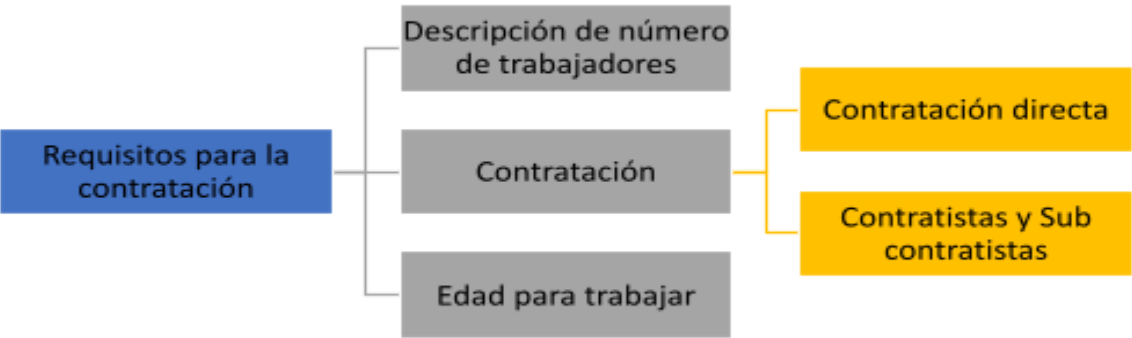 Requisitos para la
contratación
Descripción de número
de trabajadores
Contratación
Edad para trabajar
Contratación directa
Contratistas y Sub
contratistas